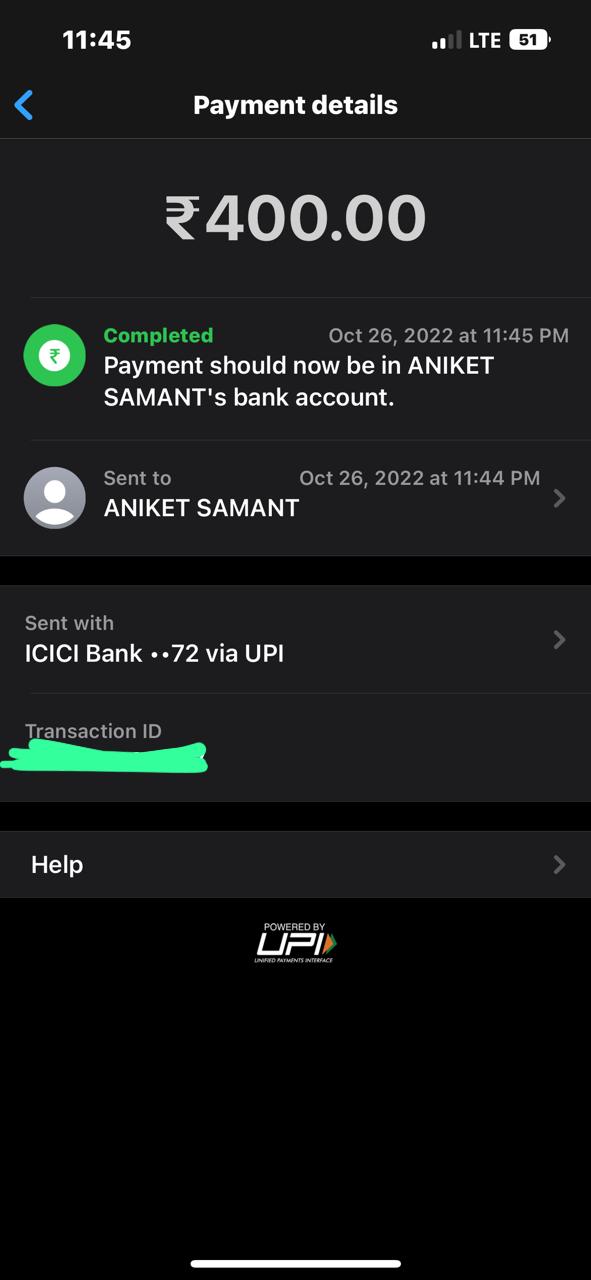 11:45 LTE 51
Payment details
₹400.00
Completed Oct 26, 2022 at 11:45 PM
Payment should now be in ANIKET
SAMANT's bank account.
Sent to Oct 26, 2022 at 11:44 PM
ANIKET SAMANT
Sent with
ICICI Bank ••72 via UPI
Transaction ID
Help
POWERED BY
UPI
UNIFIED PAYMENTS INTERFACE